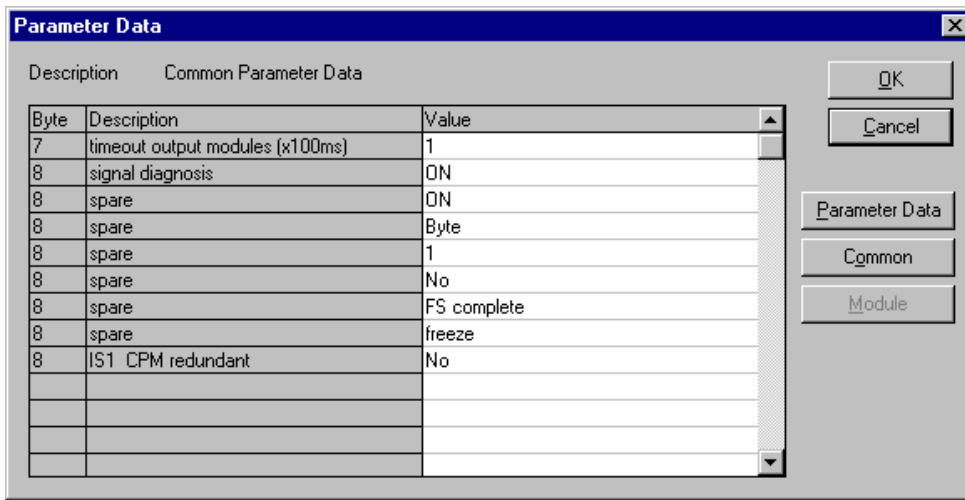 Parameter Data
Description Common Parameter Data
OK
Cancel
Byte Description Value
7 timeout output modules (x100ms) 1
8 signal diagnosis ON
8 spare ON
8 spare Byte
8 spare 1
8 spare No
8 spare FS complete
8 spare freeze
8 IS1 CPM redundant No
Parameter Data
Common
Module